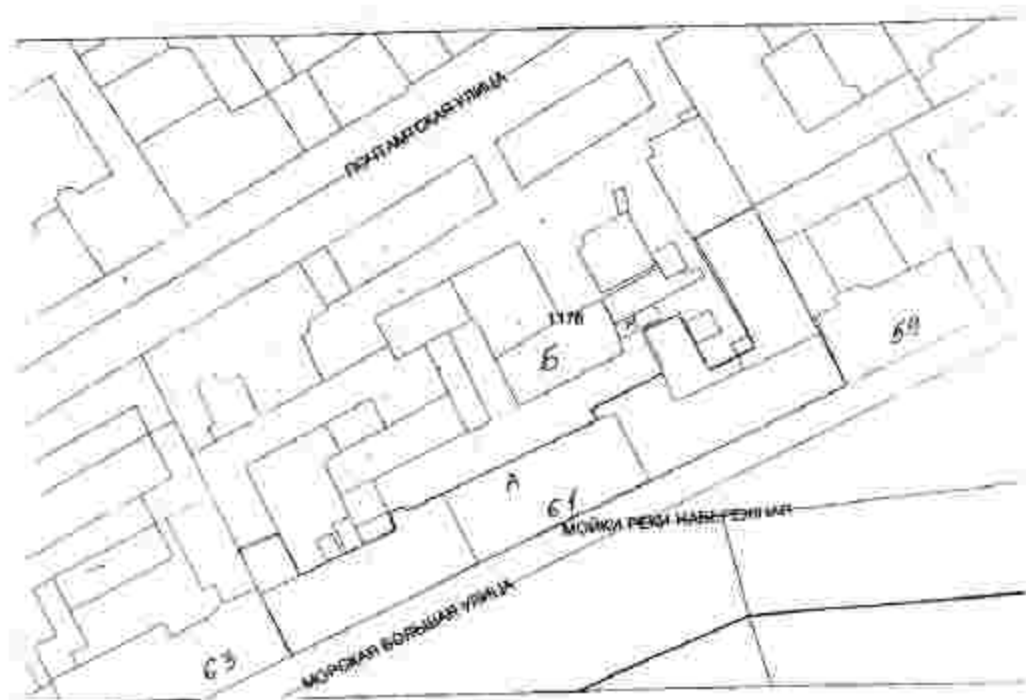 ПОЧТАМТСКАЯ УЛИЦА
1176
Б
59
А
61
МОЙКИ РЕКИ НАБЕРЕЖНАЯ
МОРСКАЯ БОЛЬШАЯ УЛИЦА
63